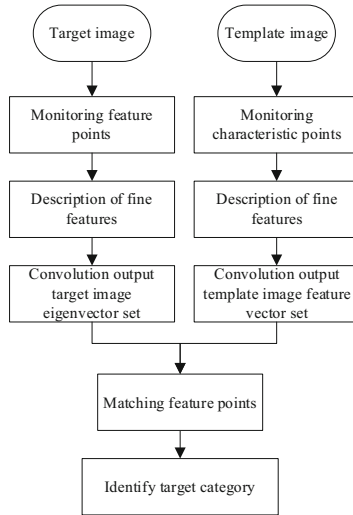 Target image
Template image
Monitoring feature
points
Monitoring
characteristic points
Description of fine
features
Description of fine
features
Convolution output
target image
eigenvector set
Convolution output
template image feature
vector set
Matching feature points
Identify target category